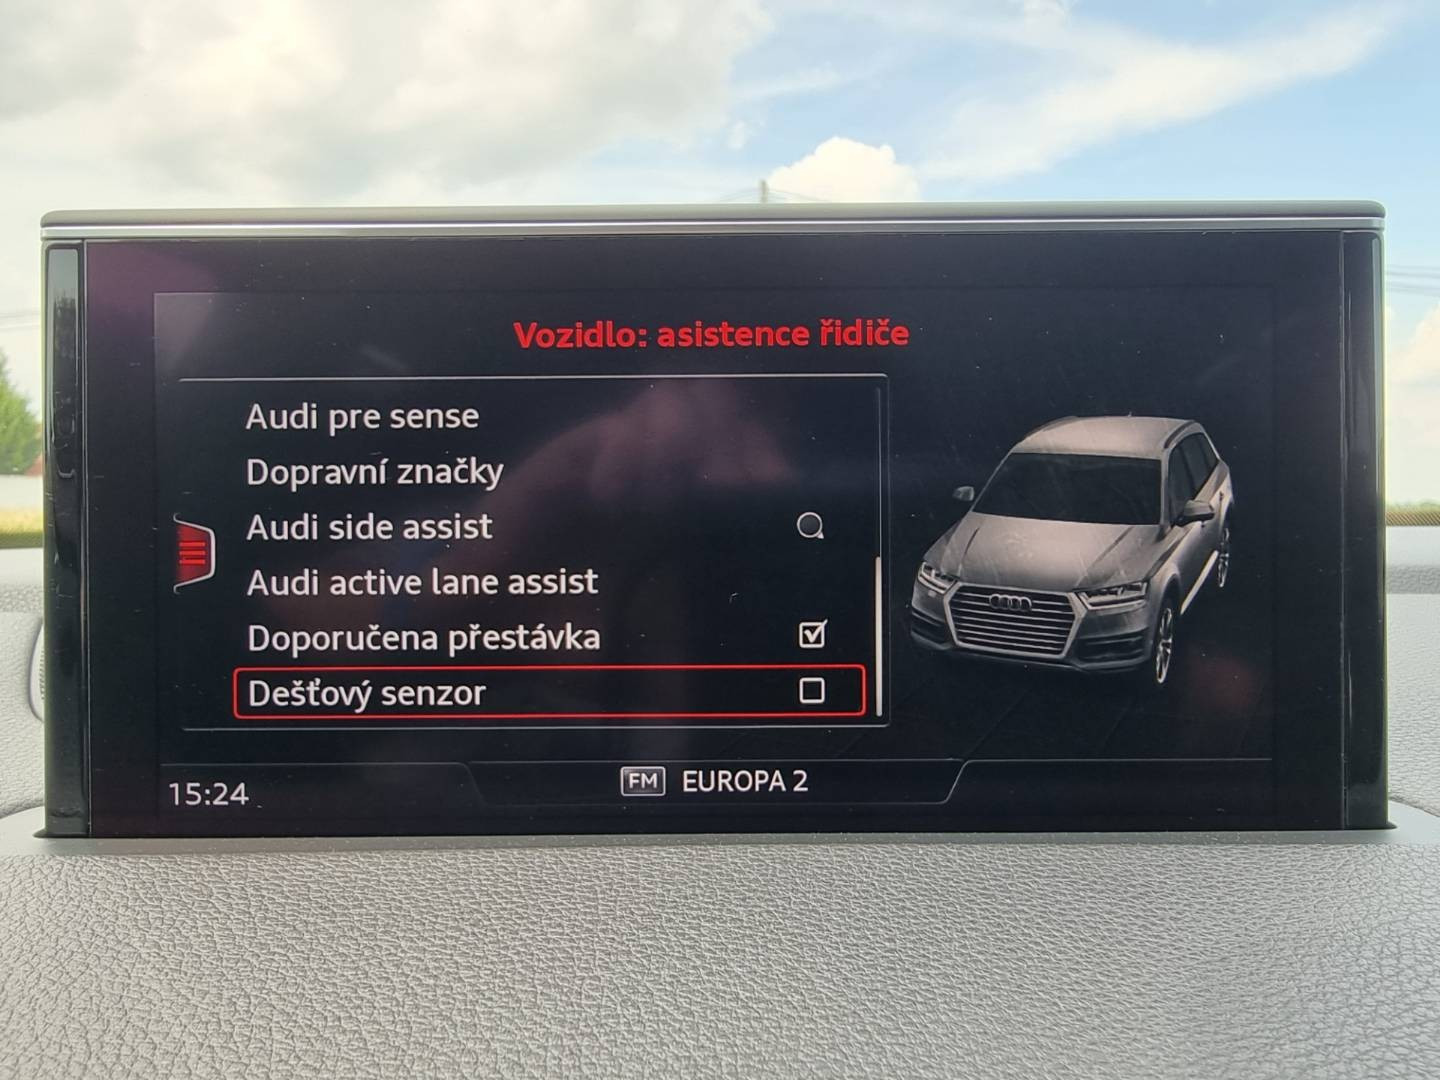 Vozidlo: asistence řidiče
Audi pre sense
Dopravní značky
Audi side assist
Audi active lane assist
Doporučena přestávka
Dešťový senzor
15:24
FM EUROPA 2